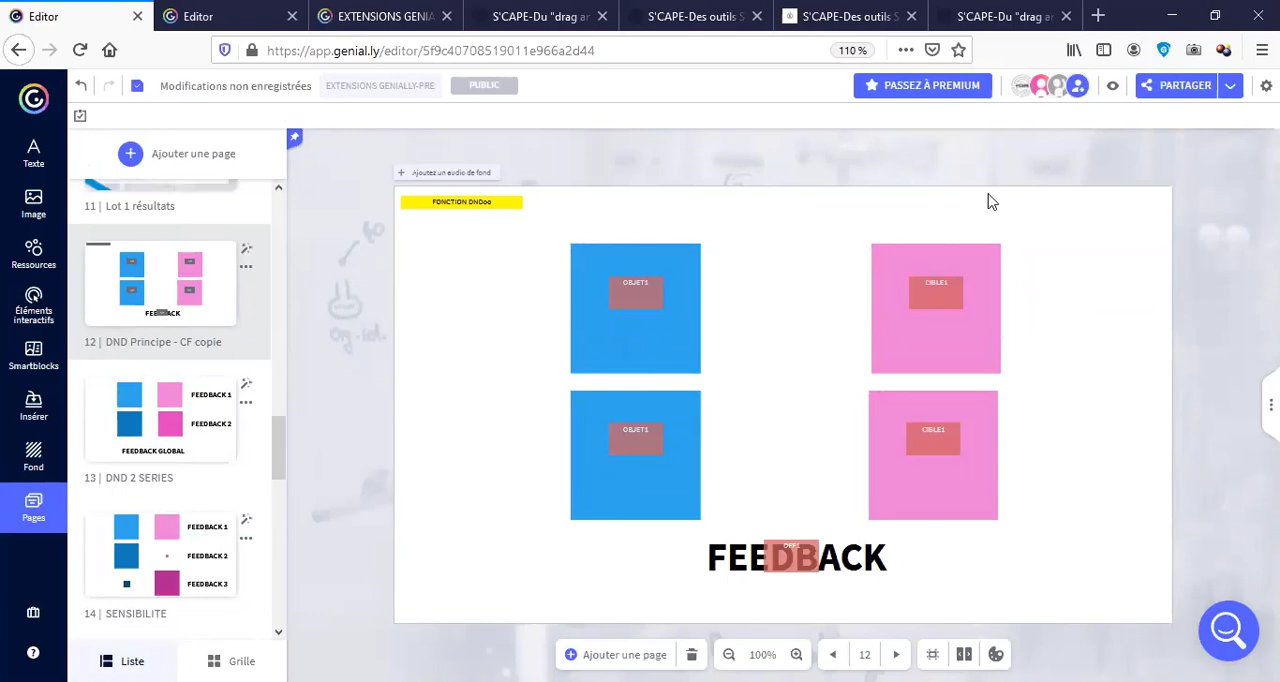 Editor
Editor
EXTENSIONS GENIA
S'CAPE-Du "drag ar
S'CAPE-Des outils S
S'CAPE-Des outils S
S'CAPE-Du "drag ar
https://app.genial.ly/editor/5f9c40708519011e966a2d44
110 %
Modifications non enregistrées
EXTENSIONS GENIALLY-PRE
PUBLIC
PASSEZ À PREMIUM
PARTAGER
Texte
Image
Ressources
Éléments
interactifs
Smartblocks
Insérer
Fond
Pages
Ajouter une page
11 | Lot 1 résultats
FEEDBACK
12 | DND Principe - CF copie
FEEDBACK 1
FEEDBACK 2
FEEDBACK GLOBAL
13 | DND 2 SERIES
FEEDBACK 1
FEEDBACK 2
FEEDBACK 3
14 | SENSIBILITE
Liste
Grille
Ajoutez un audio de fond
FONCTION DND00
OBJET1
CIBLE1
OBJET1
CIBLE1
OFF1
FEEDBACK
Ajouter une page
100%
12